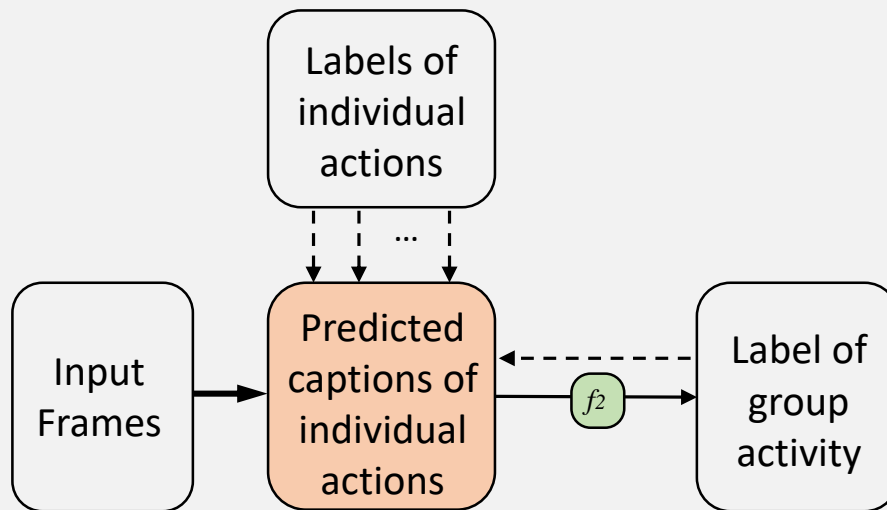 Labels of
individual
actions
...
Input
Frames
Predicted
captions of
individual
actions
f2
Label of
group
activity